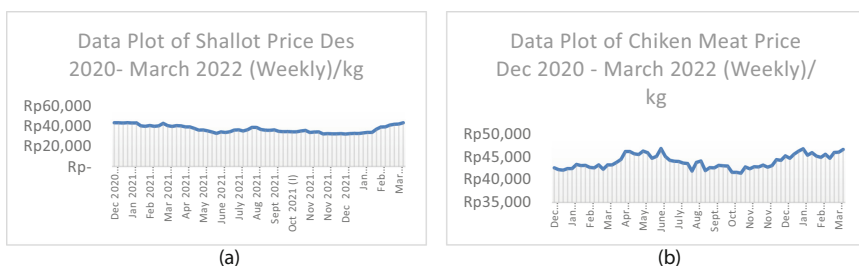 Data Plot of Shallot Price Des
2020- March 2022 (Weekly)/kg
Rp60,000
Rp40,000
Rp20,000
Rp-
Dec 2020...
Jan 2021...
Feb 2021...
Mar 2021...
Apr 2021...
May 2021...
June 2021...
July 2021...
Aug 2021...
Sept 2021...
Oct 2021 (I)
Nov 2021...
Nov 2021...
Dec 2021...
Jan...
Feb...
Mar...
(a)
Data Plot of Chiken Meat Price
Dec 2020 - March 2022 (Weekly)/
kg
Rp50,000
Rp45,000
Rp40,000
Rp35,000
Dec...
Jan...
Feb...
Mar...
Apr...
May...
June...
July...
Aug...
Sept...
Oct...
Nov...
Nov...
Dec...
Jan...
Feb...
Mar...
(b)